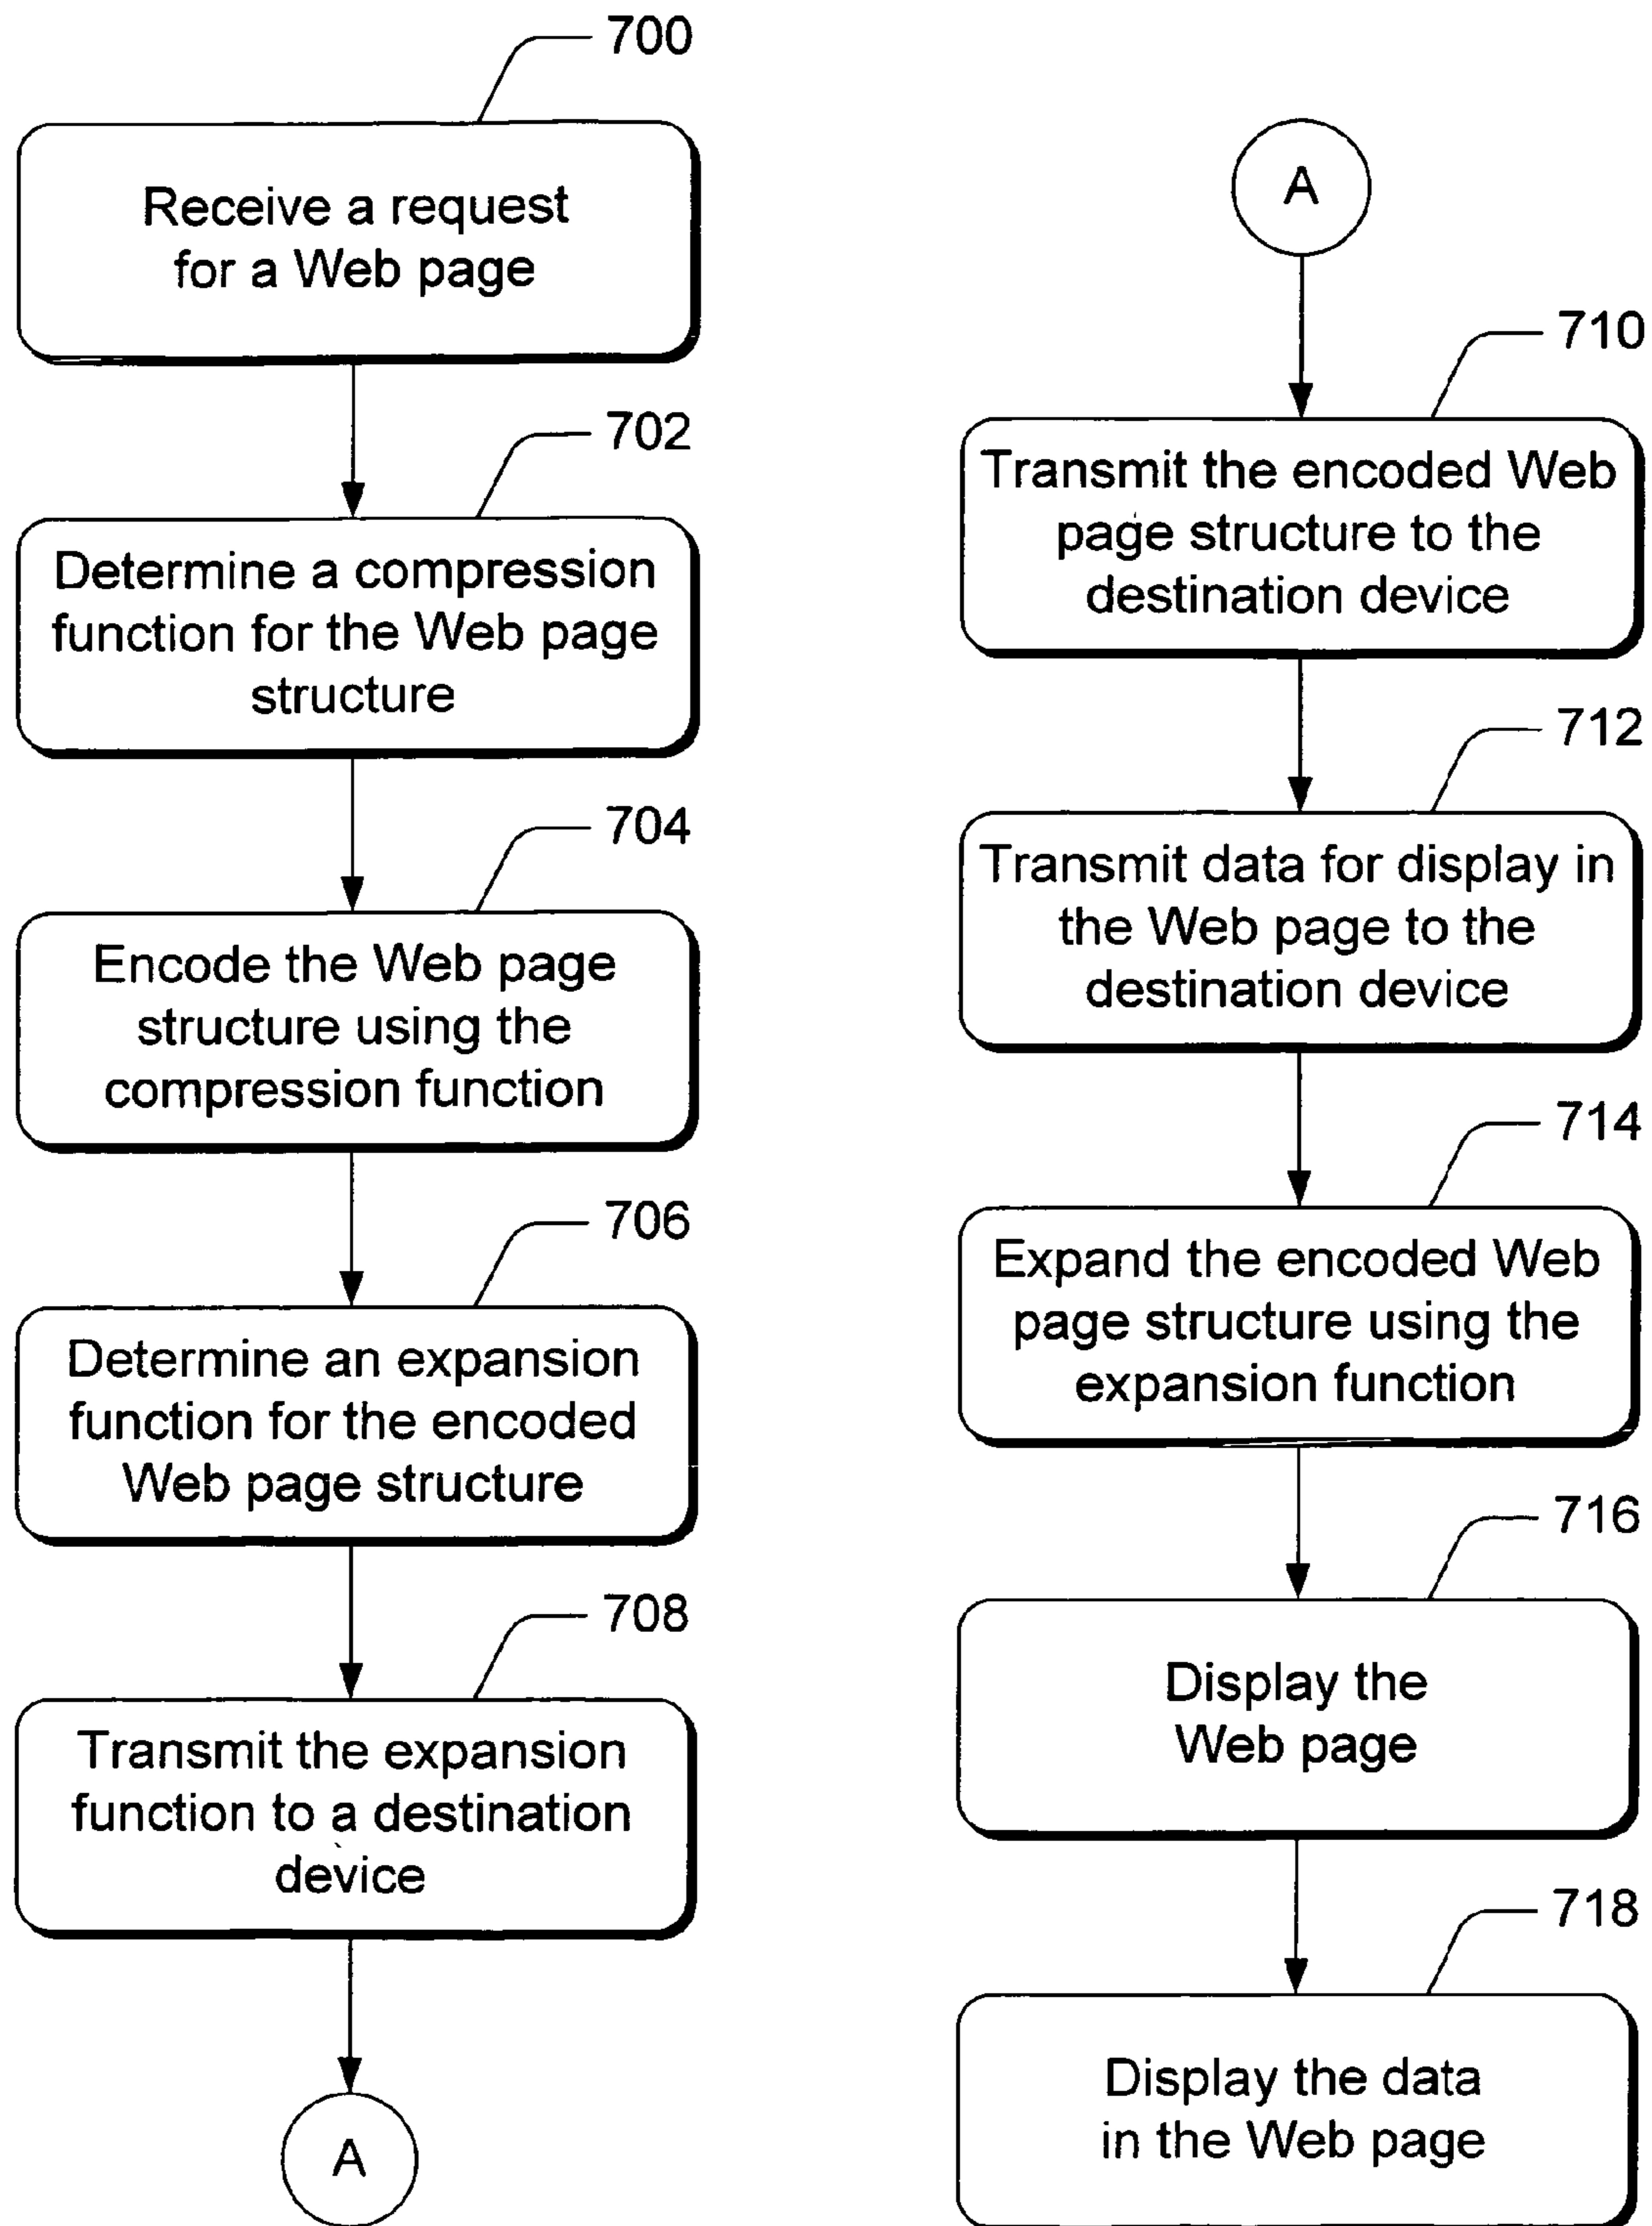 700
Receive a request
for a Web page
702
Determine a compression
function for the Web page
structure
704
Encode the Web page
structure using the
compression function
706
Determine an expansion
function for the encoded
Web page structure
708
Transmit the expansion
function to a destination
device
A
A
710
Transmit the encoded Web
page structure to the
destination device
712
Transmit data for display in
the Web page to the
destination device
714
Expand the encoded Web
page structure using the
expansion function
716
Display the
Web page
718
Display the data
in the Web page